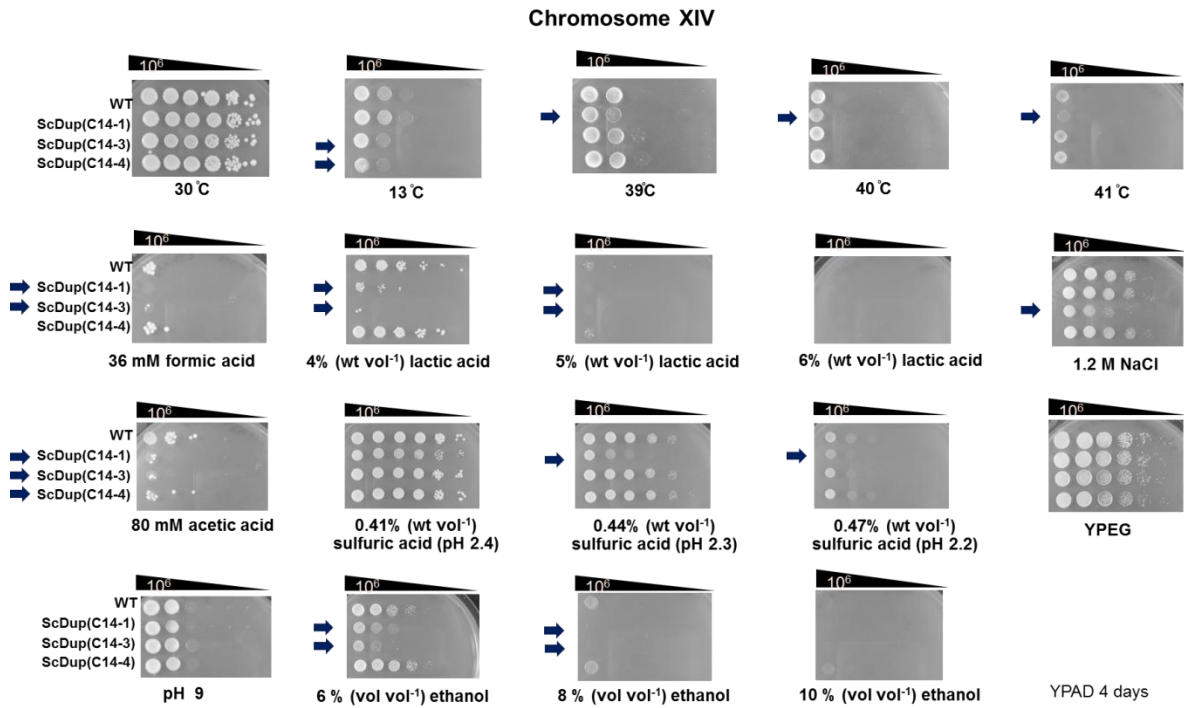 Chromosome XIV
10⁶ 10⁶ 10⁶ 10⁶ 10⁶
WT
ScDup(C14-1)
ScDup(C14-3)
ScDup(C14-4)
30°C 13°C 39°C 40°C 41°C
10⁶ 10⁶ 10⁶ 10⁶ 10⁶
WT
ScDup(C14-1)
ScDup(C14-3)
ScDup(C14-4)
36 mM formic acid 4% (wt vol⁻¹) lactic acid 5% (wt vol⁻¹) lactic acid 6% (wt vol⁻¹) lactic acid 1.2 M NaCl
10⁶ 10⁶ 10⁶ 10⁶ 10⁶
WT
ScDup(C14-1)
ScDup(C14-3)
ScDup(C14-4)
80 mM acetic acid 0.41% (wt vol⁻¹) 0.44% (wt vol⁻¹) 0.47% (wt vol⁻¹) YPEG
sulfuric acid (pH 2.4) sulfuric acid (pH 2.3) sulfuric acid (pH 2.2)
10⁶ 10⁶ 10⁶ 10⁶
WT
ScDup(C14-1)
ScDup(C14-3)
ScDup(C14-4)
pH 9 6 % (vol vol⁻¹) ethanol 8 % (vol vol⁻¹) ethanol 10 % (vol vol⁻¹) ethanol YPAD 4 days